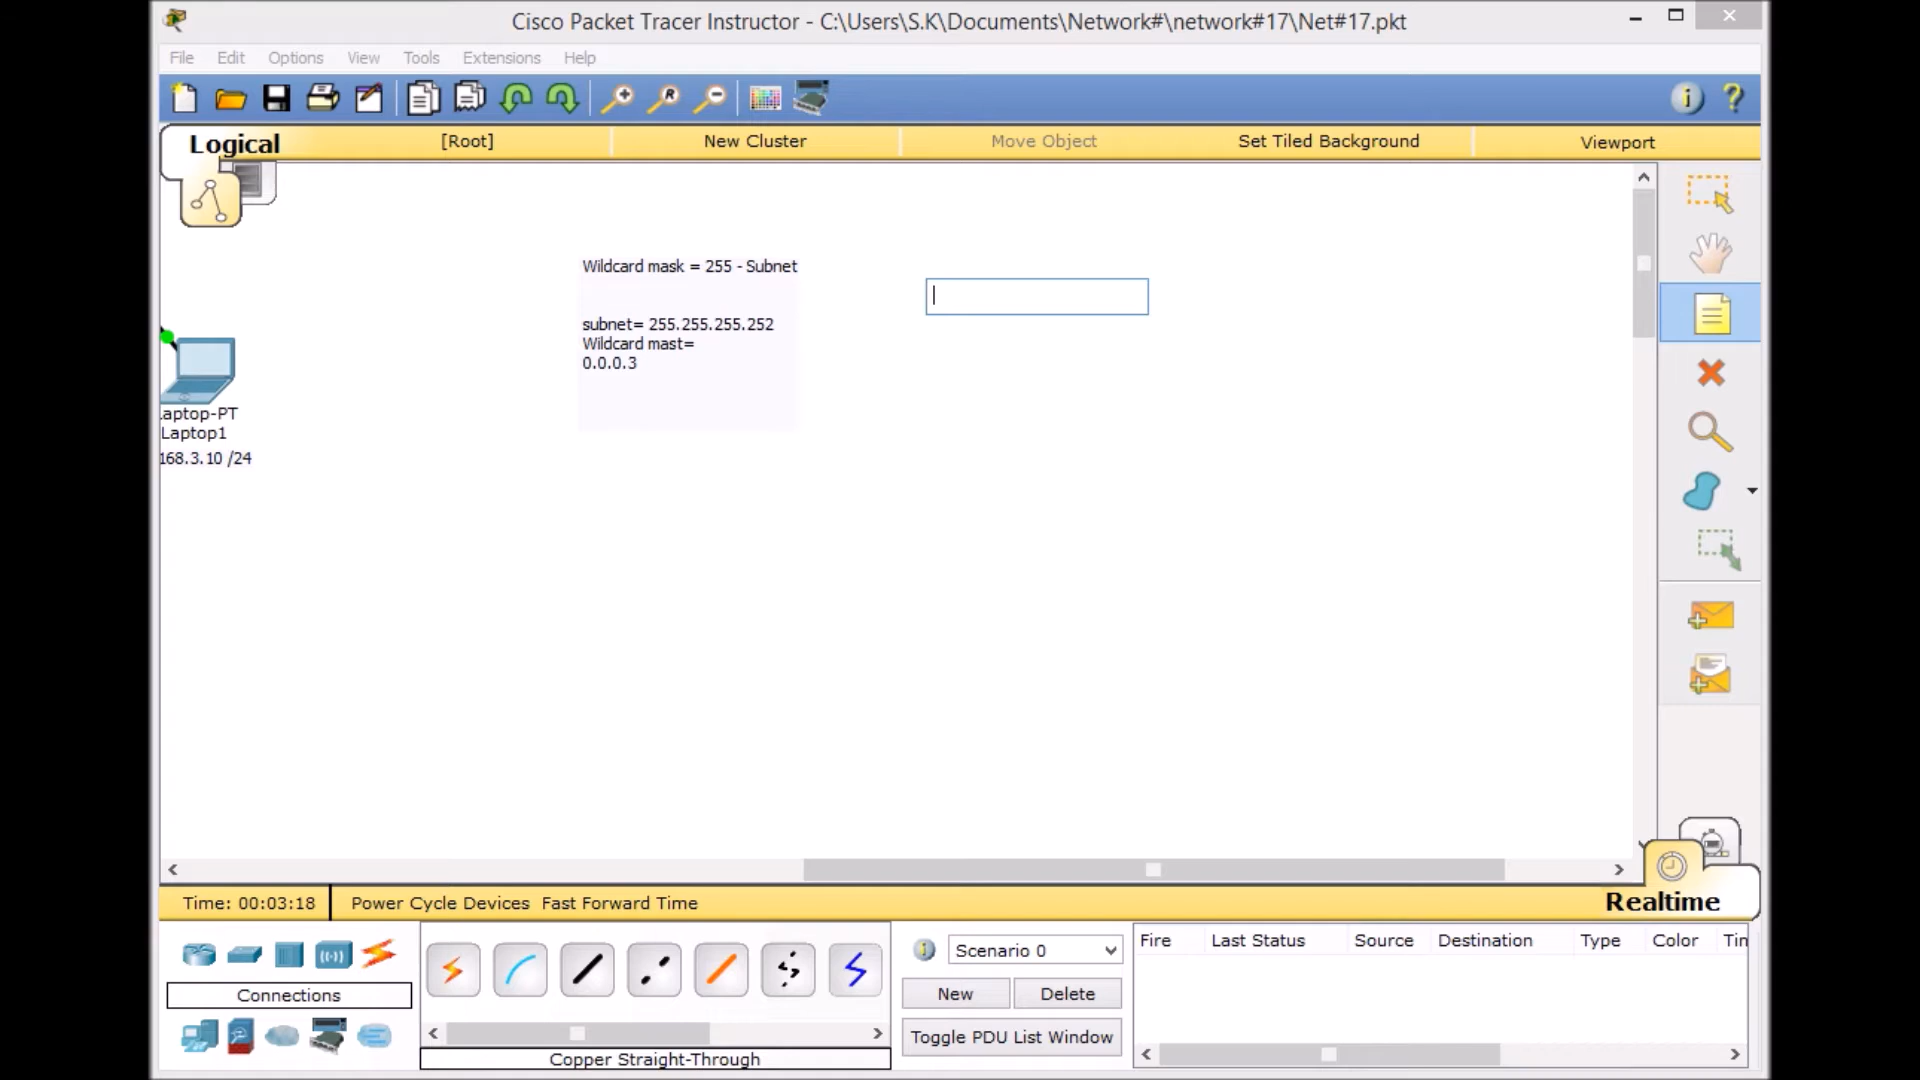 Cisco Packet Tracer Instructor - C:\Users\S.K\Documents\Network#\network#17\Net#17.pkt
File Edit Options View Tools Extensions Help
Logical [Root] New Cluster Move Object Set Tiled Background Viewport
Wildcard mask = 255 - Subnet
subnet= 255.255.255.252
Wildcard mast=
0.0.0.3
aptop-PT
Laptop1
168.3.10 /24
Time: 00:03:18 Power Cycle Devices Fast Forward Time Realtime
Fire Last Status Source Destination Type Color Tin
Scenario 0
New Delete
Connections
Toggle PDU List Window
Copper Straight-Through